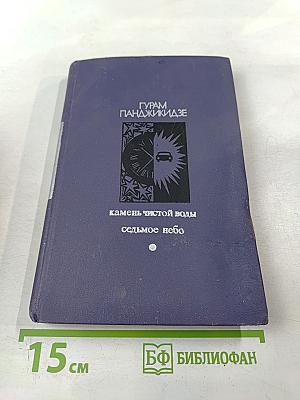 ГУРАМ
ПАНДЖИКИДЗЕ
камень чистой воды
седьмое небо
15 см
БФ БИБЛИОФАН